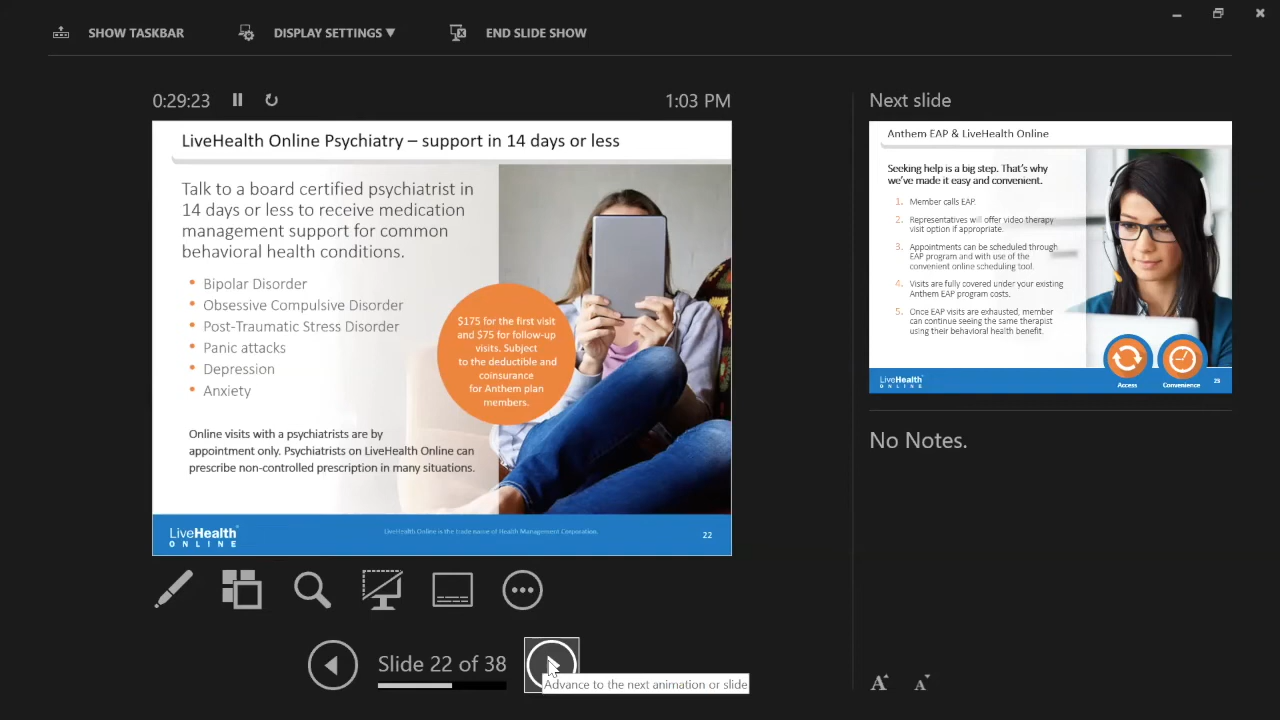 SHOW TASKBAR
DISPLAY SETTINGS ▼
END SLIDE SHOW
0:29:23
1:03 PM
LiveHealth Online Psychiatry – support in 14 days or less
Talk to a board certified psychiatrist in
14 days or less to receive medication
management support for common
behavioral health conditions.
• Bipolar Disorder
• Obsessive Compulsive Disorder
• Post-Traumatic Stress Disorder
• Panic attacks
• Depression
• Anxiety
$175 for the first visit
and $75 for follow-up
visits. Subject
to the deductible and
coinsurance
for Anthem plan
members.
Online visits with a psychiatrists are by
appointment only. Psychiatrists on LiveHealth Online can
prescribe non-controlled prescription in many situations.
LiveHealth
ONLINE
LiveHealth Online is the trade name of Health Management Corporation.
22
Slide 22 of 38
Advance to the next animation or slide
Next slide
Anthem EAP & LiveHealth Online
Seeking help is a big step. That's why
we've made it easy and convenient.
1. Member calls EAP.
2. Representatives will offer video therapy
visit option if appropriate.
3. Appointments can be scheduled through
EAP program and with use of the
convenient online scheduling tool.
4. Visits are fully covered under your existing
Anthem EAP program costs.
5. Once EAP visits are exhausted, member
can continue seeing the same therapist
using their behavioral health benefit.
LiveHealth
ONLINE
Access
Convenience
23
No Notes.
A
A